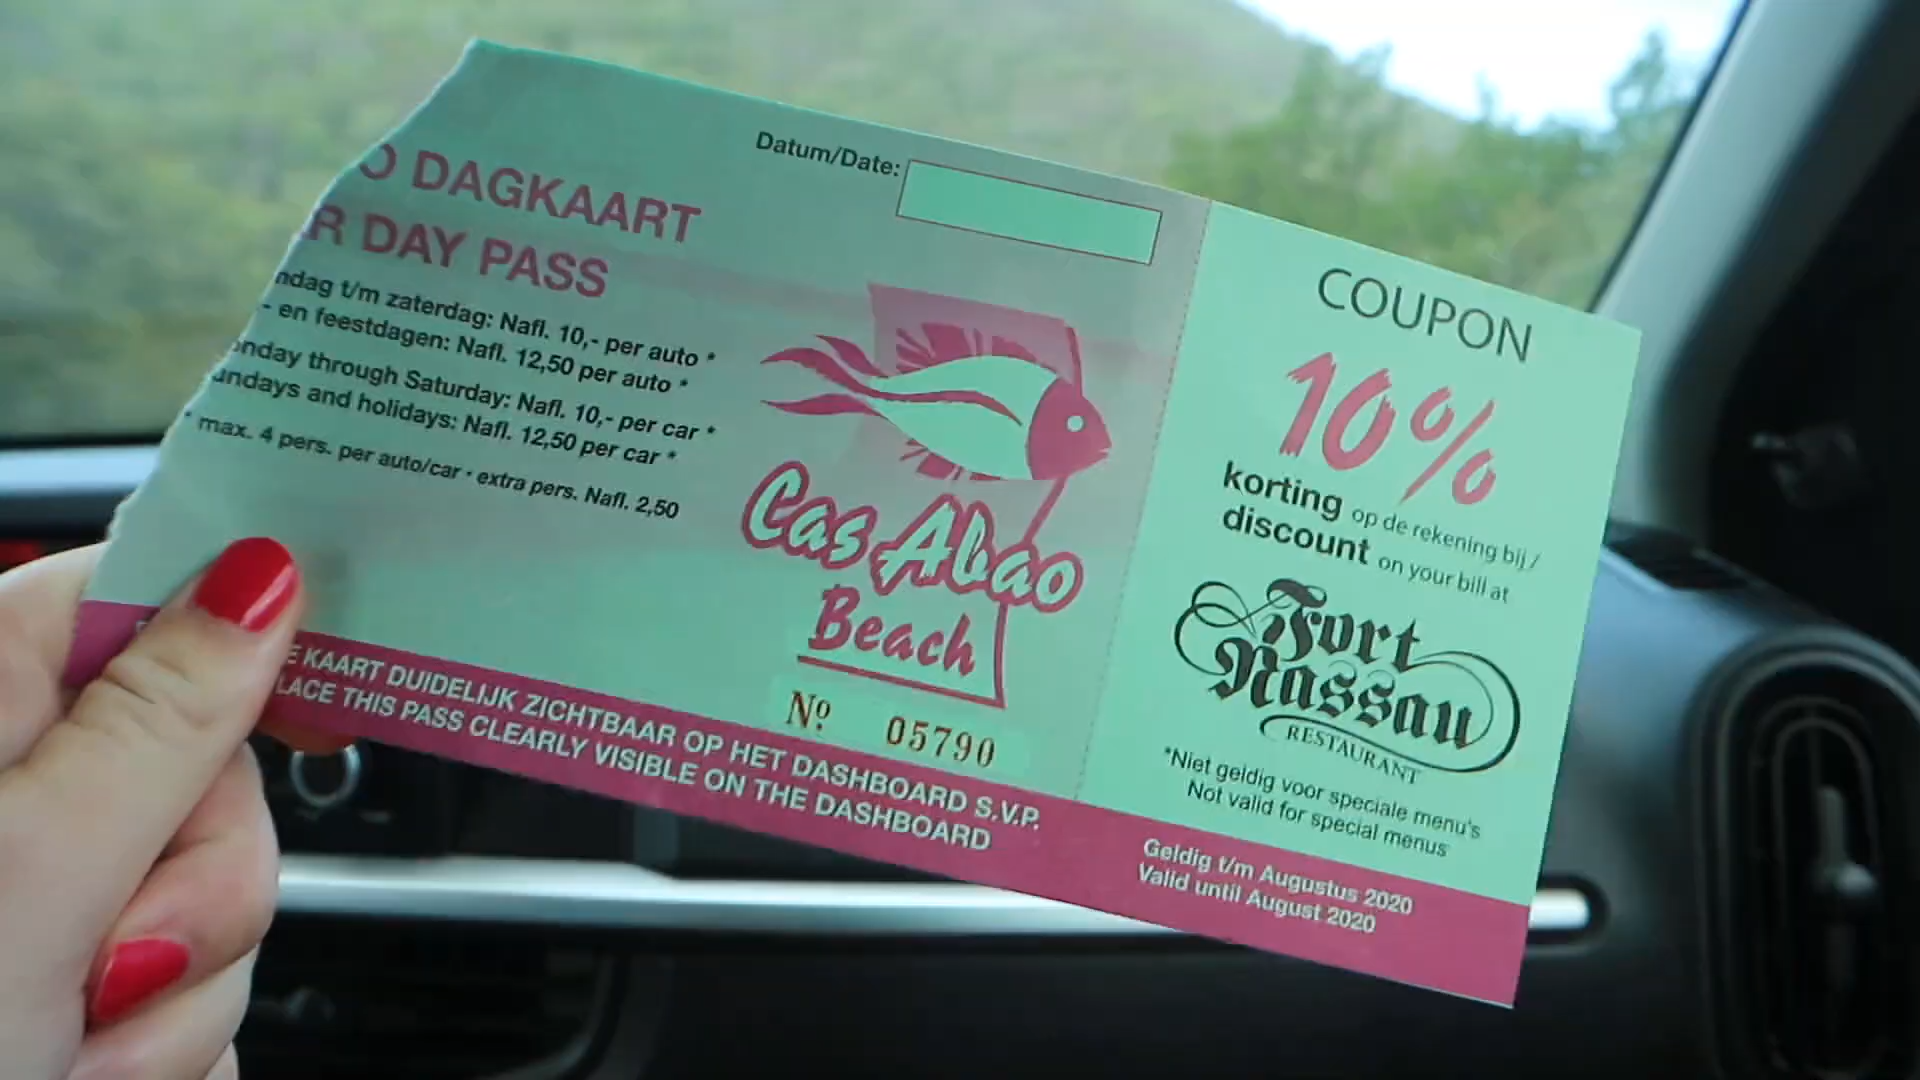 O DAGKAART
R DAY PASS
ndag t/m zaterdag: Nafl. 10,- per auto *
- en feestdagen: Nafl. 12,50 per auto *
onday through Saturday: Nafl. 10,- per car *
undays and holidays: Nafl. 12,50 per car *
* max. 4 pers. per auto/car • extra pers. Nafl. 2,50
Datum/Date:
Cas Abao
Beach
Nº 05790
E KAART DUIDELIJK ZICHTBAAR OP HET DASHBOARD S.V.P.
LACE THIS PASS CLEARLY VISIBLE ON THE DASHBOARD
COUPON
10%
korting op de rekening bij /
discount on your bill at
Fort
Nassau
RESTAURANT
*Niet geldig voor speciale menu's
Not valid for special menus
Geldig t/m Augustus 2020
Valid until August 2020